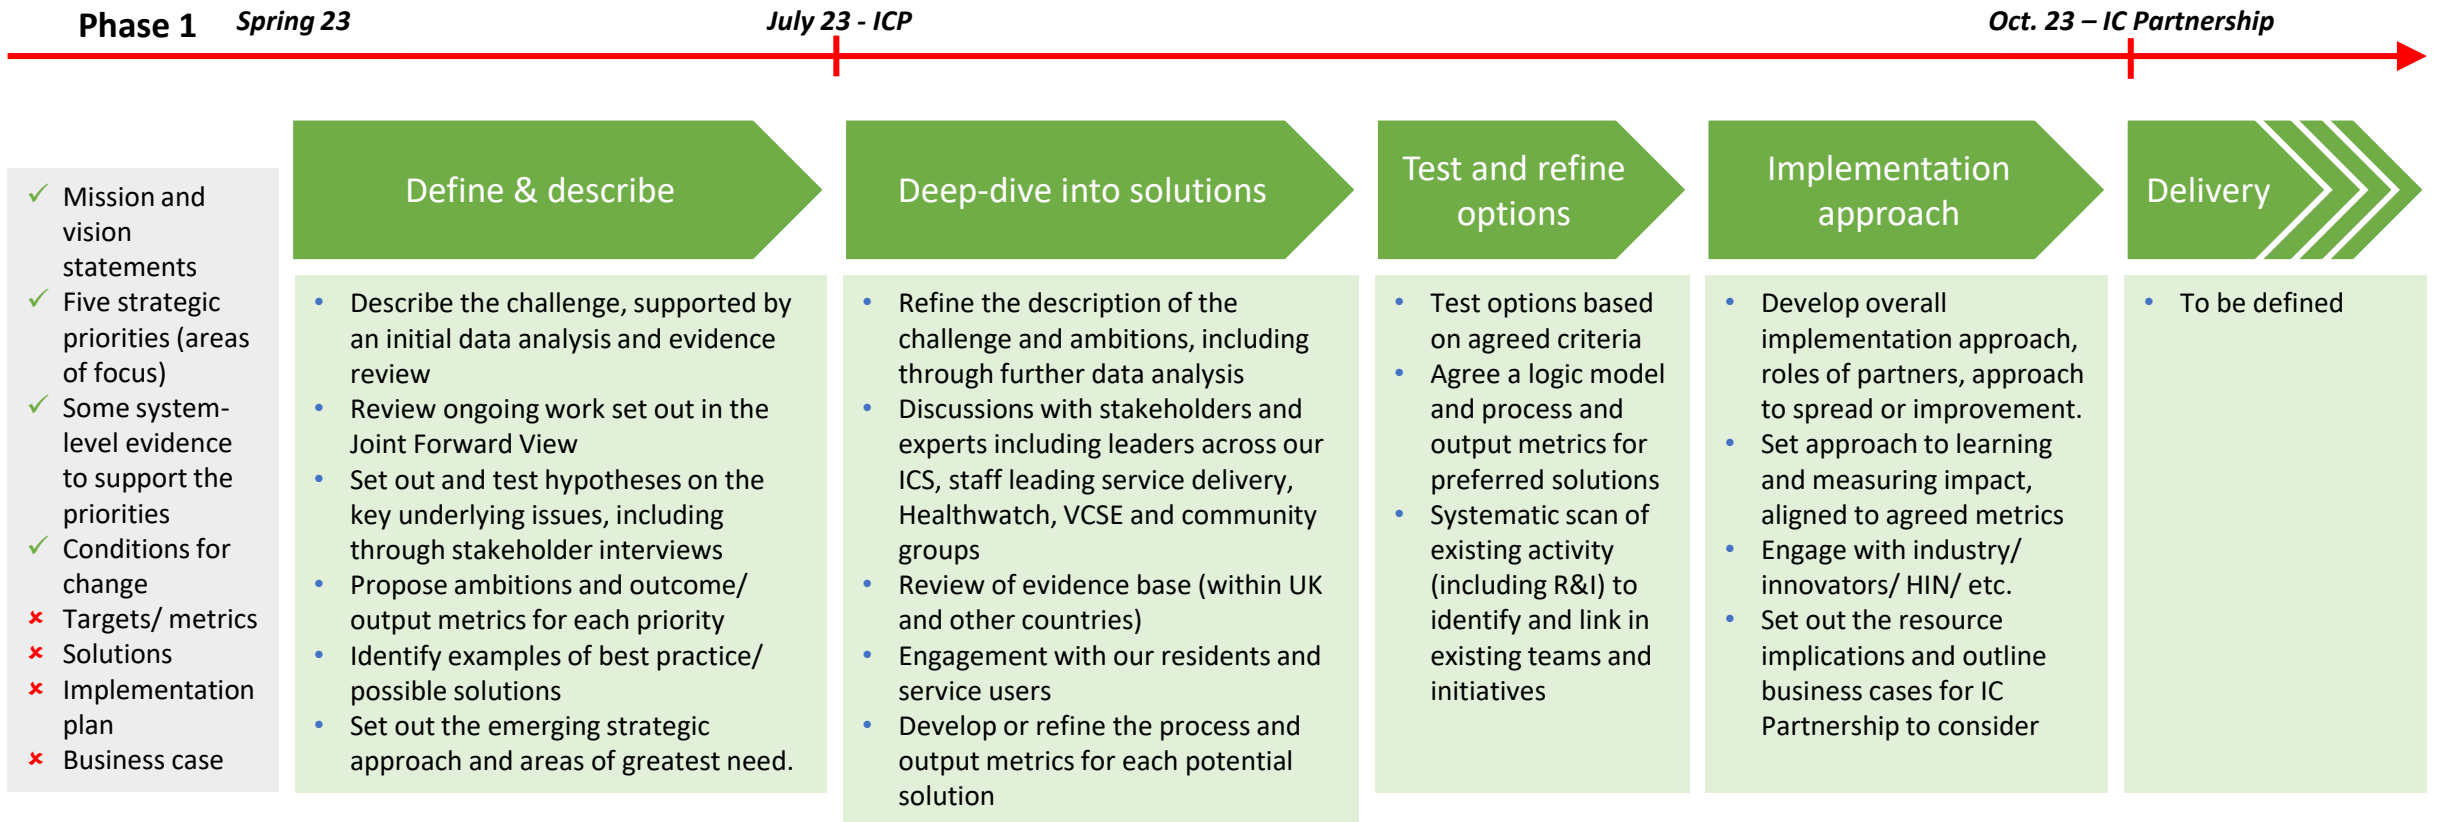 Phase 1
Spring 23
July 23 - ICP
Oct. 23 – IC Partnership
✓ Mission and
vision
statements
✓ Five strategic
priorities (areas
of focus)
✓ Some system-
level evidence
to support the
priorities
✓ Conditions for
change
✘ Targets/ metrics
✘ Solutions
✘ Implementation
plan
✘ Business case
Define & describe
• Describe the challenge, supported by
an initial data analysis and evidence
review
• Review ongoing work set out in the
Joint Forward View
• Set out and test hypotheses on the
key underlying issues, including
through stakeholder interviews
• Propose ambitions and outcome/
output metrics for each priority
• Identify examples of best practice/
possible solutions
• Set out the emerging strategic
approach and areas of greatest need.
Deep-dive into solutions
• Refine the description of the
challenge and ambitions, including
through further data analysis
• Discussions with stakeholders and
experts including leaders across our
ICS, staff leading service delivery,
Healthwatch, VCSE and community
groups
• Review of evidence base (within UK
and other countries)
• Engagement with our residents and
service users
• Develop or refine the process and
output metrics for each potential
solution
Test and refine
options
• Test options based
on agreed criteria
• Agree a logic model
and process and
output metrics for
preferred solutions
• Systematic scan of
existing activity
(including R&I) to
identify and link in
existing teams and
initiatives
Implementation
approach
• Develop overall
implementation approach,
roles of partners, approach
to spread or improvement.
• Set approach to learning
and measuring impact,
aligned to agreed metrics
• Engage with industry/
innovators/ HIN/ etc.
• Set out the resource
implications and outline
business cases for IC
Partnership to consider
Delivery
• To be defined